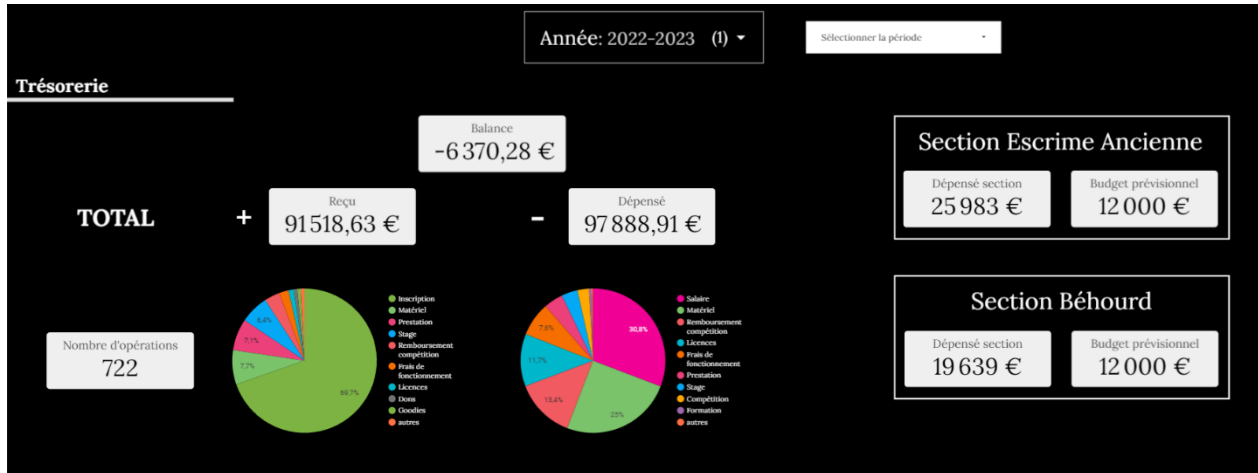 Année: 2022-2023 (1)
Sélectionner la période
Trésorerie
Balance
-6 370,28 €
TOTAL
+
Reçu
91 518,63 €
-
Dépensé
97 888,91 €
Section Escrime Ancienne
Dépensé section
25 983 €
Budget prévisionnel
12 000 €
Section Béhourd
Dépensé section
19 639 €
Budget prévisionnel
12 000 €
Nombre d'opérations
722
69,7%
7,7%
7,1%
6,4%
Inscription
Matériel
Prestation
Stage
Remboursement
compétition
Frais de
fonctionnement
Licences
Dons
Goodies
autres
30,8%
25%
13,4%
11,7%
7,6%
Salaire
Matériel
Remboursement
compétition
Licences
Frais de
fonctionnement
Prestation
Stage
Compétition
Formation
autres